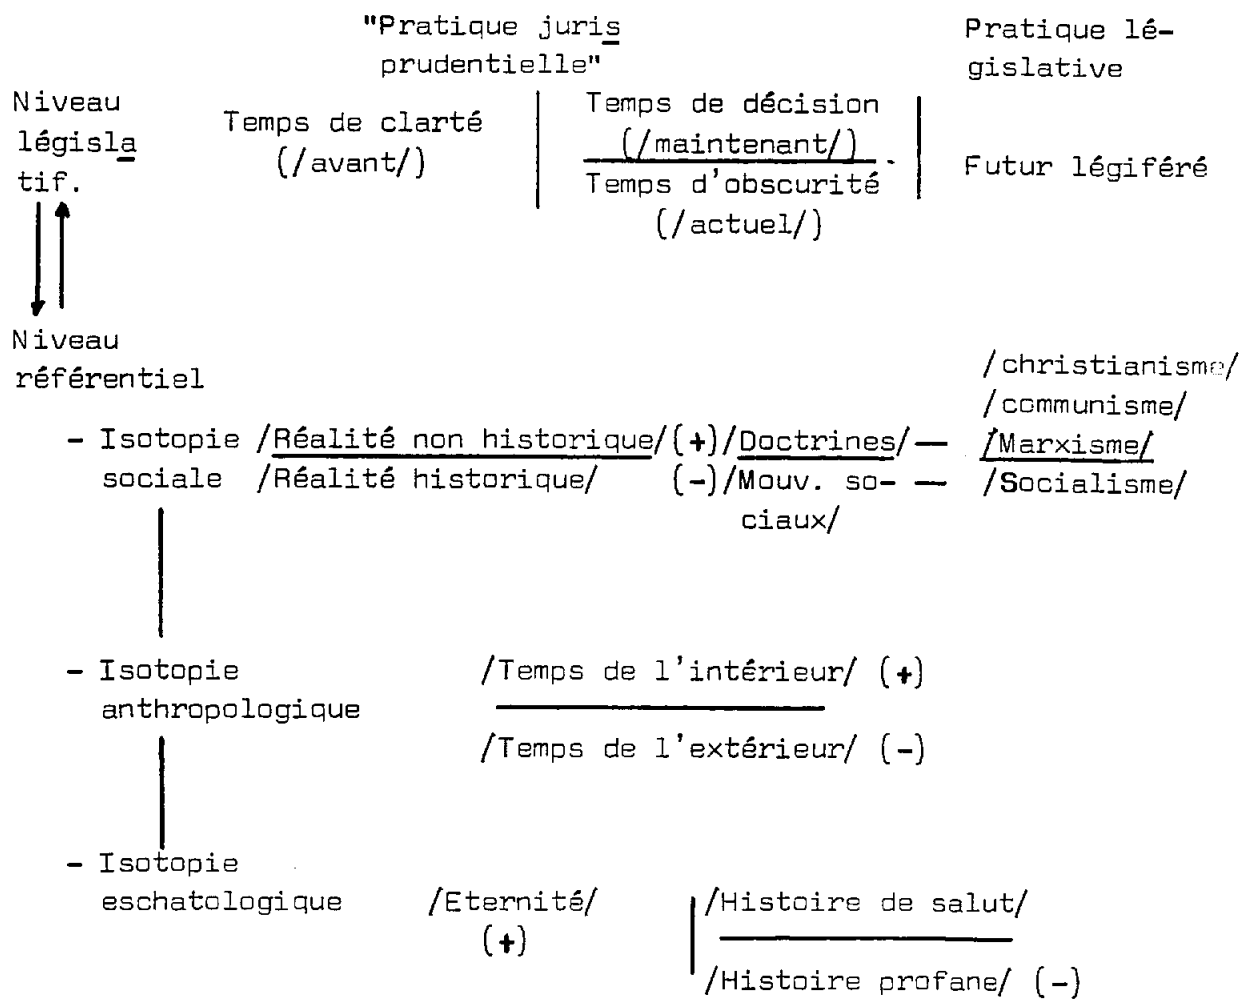 "Pratique juris
prudentielle"
Pratique lé-
gislative
Niveau
législa
tif.
Temps de clarté
(/avant/)
Temps de décision
(/maintenant/)
Temps d'obscurité
(/actuel/)
Futur légiféré
Niveau
référentiel
- Isotopie /Réalité non historique/(+)/Doctrines/—
sociale /Réalité historique/ (-)/Mouv. so- —
ciaux/
/christianisme/
/communisme/
/Marxisme/
/Socialisme/
- Isotopie
anthropologique
/Temps de l'intérieur/ (+)
/Temps de l'extérieur/ (-)
- Isotopie
eschatologique
/Eternité/
(+)
/Histoire de salut/
/Histoire profane/ (-)